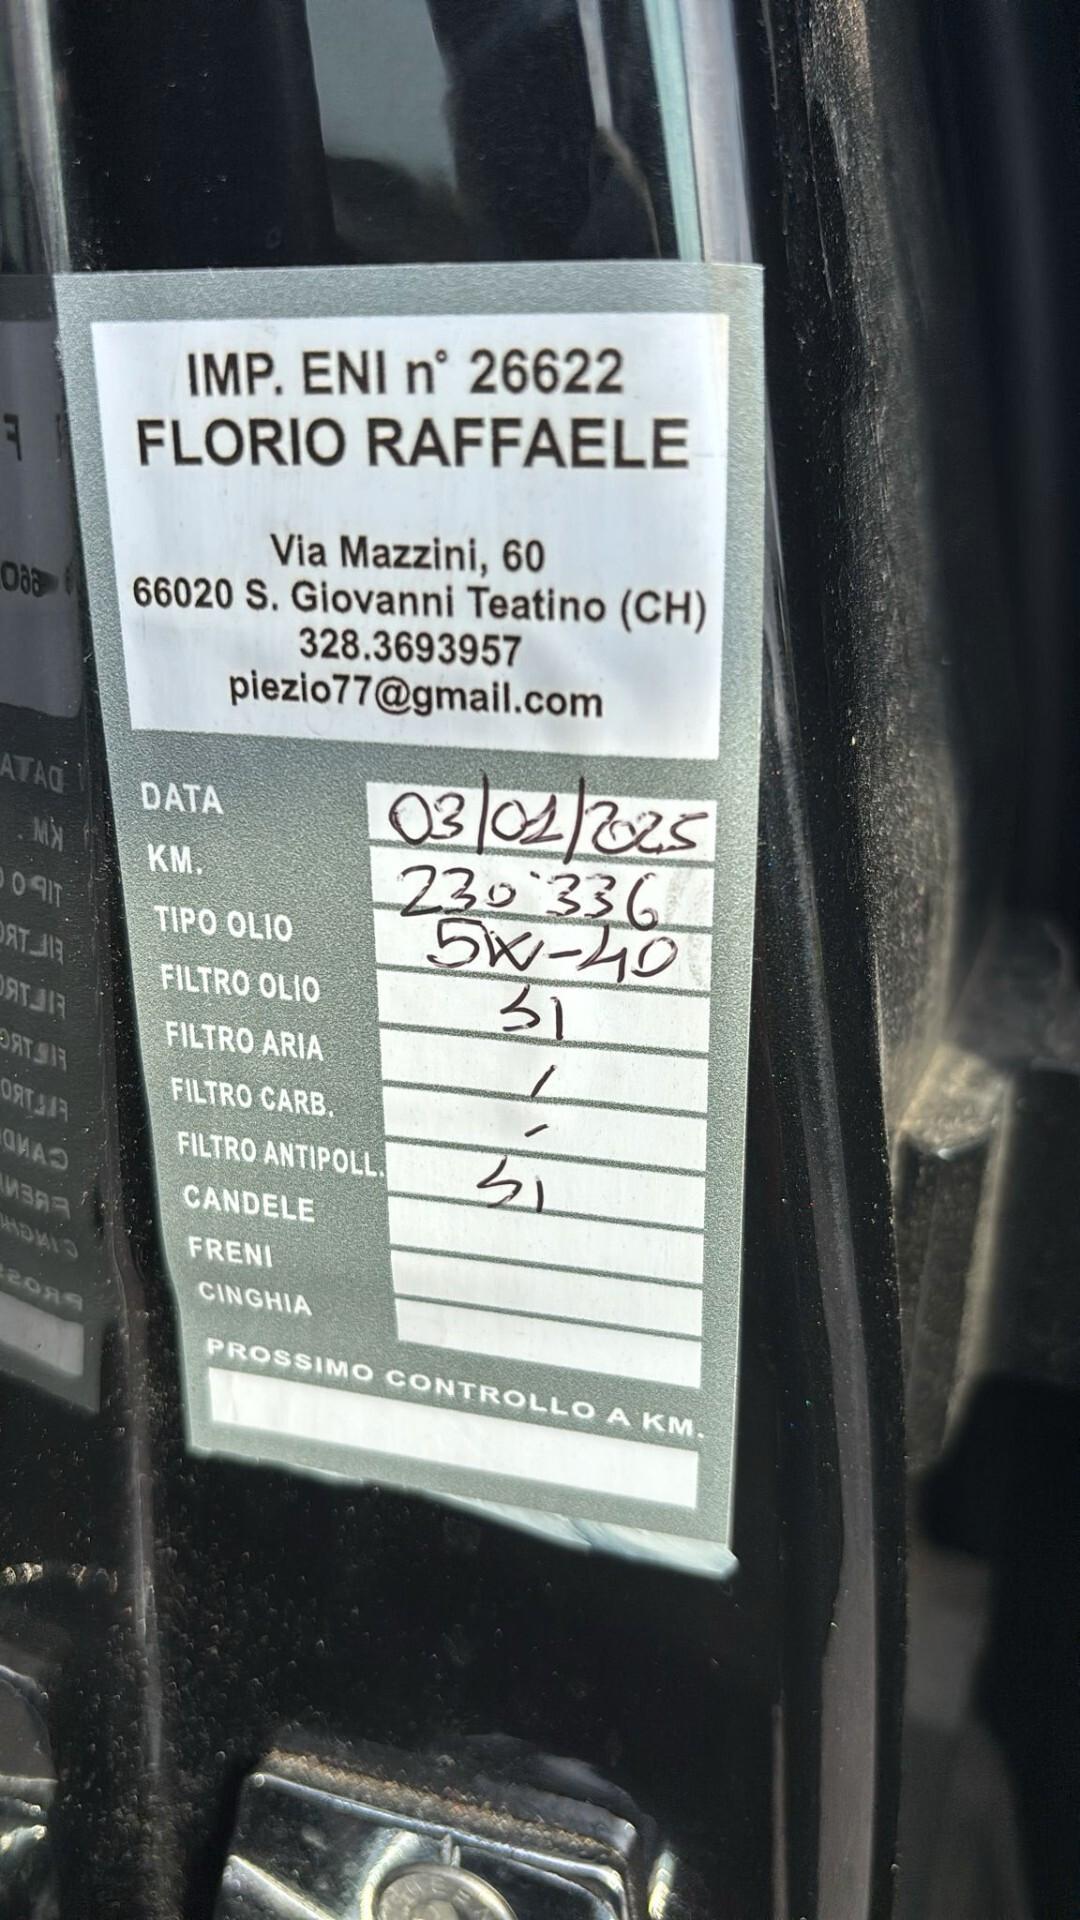 IMP. ENI n° 26622
FLORIO RAFFAELE
Via Mazzini, 60
66020 S. Giovanni Teatino (CH)
328.3693957
piezio77@gmail.com
DATA 03/01/2025
KM. 230'336
TIPO OLIO 5W-40
FILTRO OLIO SI
FILTRO ARIA /
FILTRO CARB. -
FILTRO ANTIPOLL. SI
CANDELE
FRENI
CINGHIA
PROSSIMO CONTROLLO A KM.